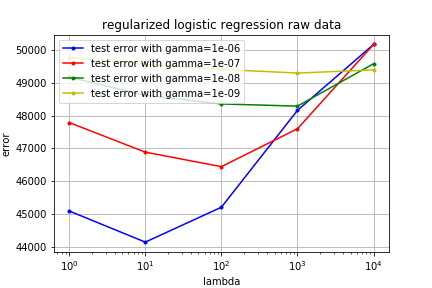 regularized logistic regression raw data
test error with gamma=1e-06
test error with gamma=1e-07
test error with gamma=1e-08
test error with gamma=1e-09
error
50000
49000
48000
47000
46000
45000
44000
10⁰ 10¹ 10² 10³ 10⁴
lambda